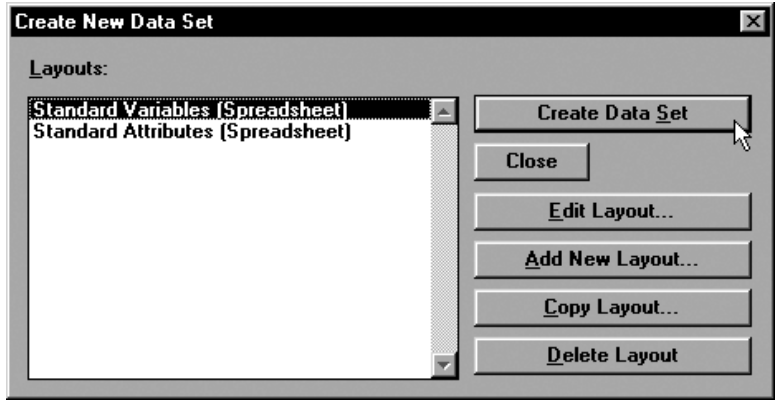 Create New Data Set
Layouts:
Standard Variables (Spreadsheet)
Standard Attributes (Spreadsheet)
Create Data Set
Close
Edit Layout...
Add New Layout...
Copy Layout...
Delete Layout